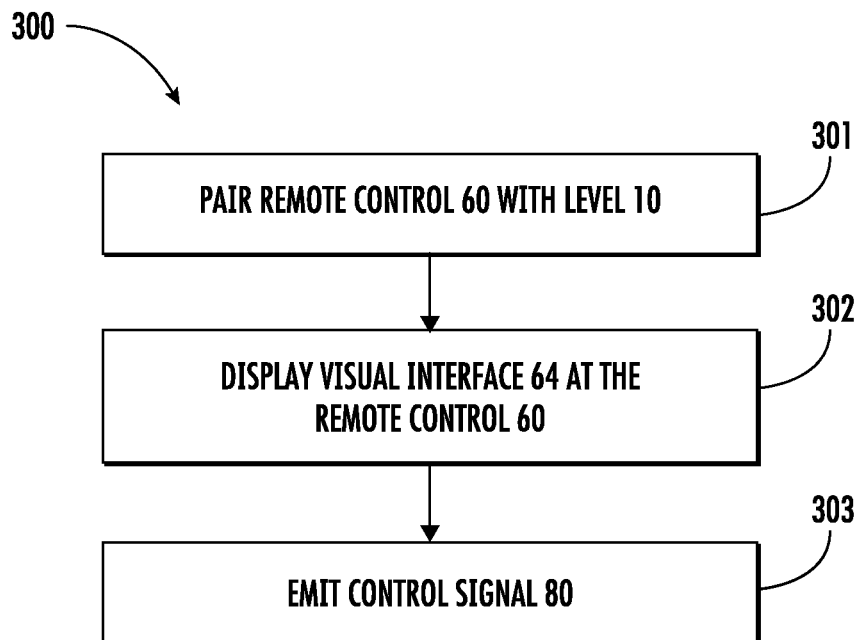 300
301
PAIR REMOTE CONTROL 60 WITH LEVEL 10
302
DISPLAY VISUAL INTERFACE 64 AT THE
REMOTE CONTROL 60
303
EMIT CONTROL SIGNAL 80